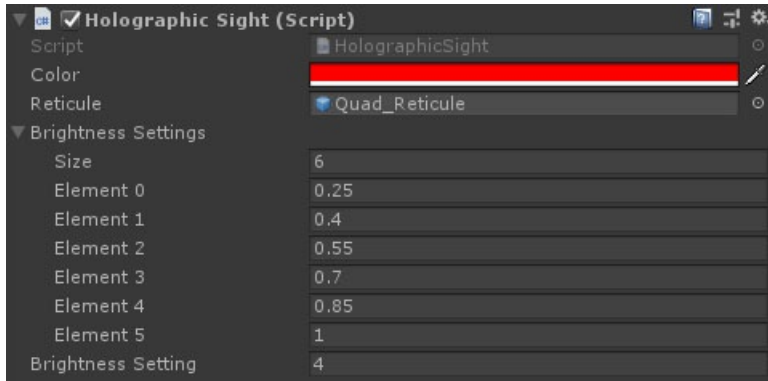 Holographic Sight (Script)
Script HolographicSight
Color
Reticule Quad_Reticule
Brightness Settings
Size 6
Element 0 0.25
Element 1 0.4
Element 2 0.55
Element 3 0.7
Element 4 0.85
Element 5 1
Brightness Setting 4